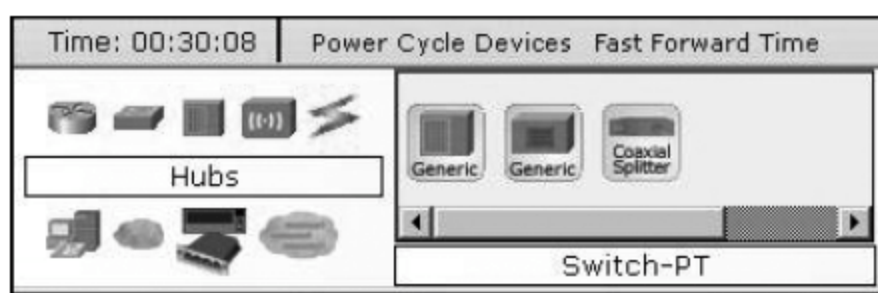 Time: 00:30:08
Power Cycle Devices Fast Forward Time
Hubs
Generic
Generic
Coaxial
Splitter
Switch-PT